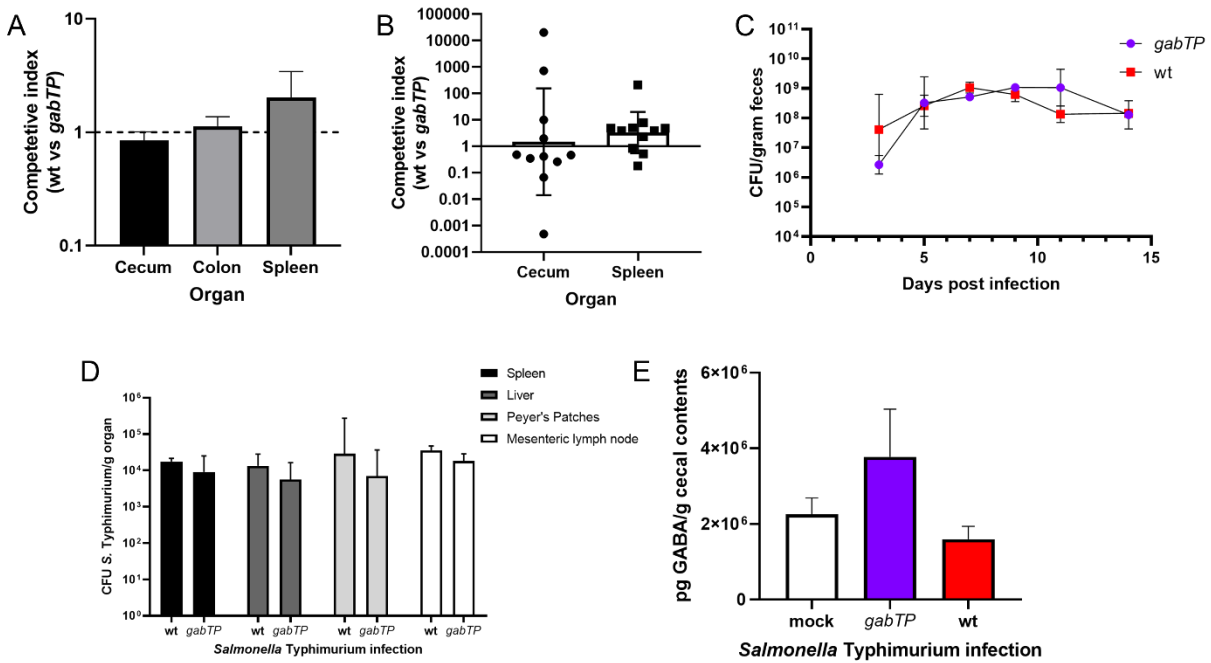 A
Competetive index
(wt vs gabTP)
10
1
0.1
Cecum Colon Spleen
Organ
B
Competetive index
(wt vs gabTP)
100000
10000
1000
100
10
1
0.1
0.01
0.001
0.0001
Cecum Spleen
Organ
C
CFU/gram feces
10¹¹
10¹⁰
10⁹
10⁸
10⁷
10⁶
10⁵
10⁴
0 5 10 15
Days post infection
gabTP
wt
D
CFU S. Typhimurium/g organ
10⁶
10⁵
10⁴
10³
10²
10¹
10⁰
wt gabTP wt gabTP wt gabTP wt gabTP
Salmonella Typhimurium infection
Spleen
Liver
Peyer's Patches
Mesenteric lymph node
E
pg GABA/g cecal contents
6×10⁶
4×10⁶
2×10⁶
0
mock gabTP wt
Salmonella Typhimurium infection